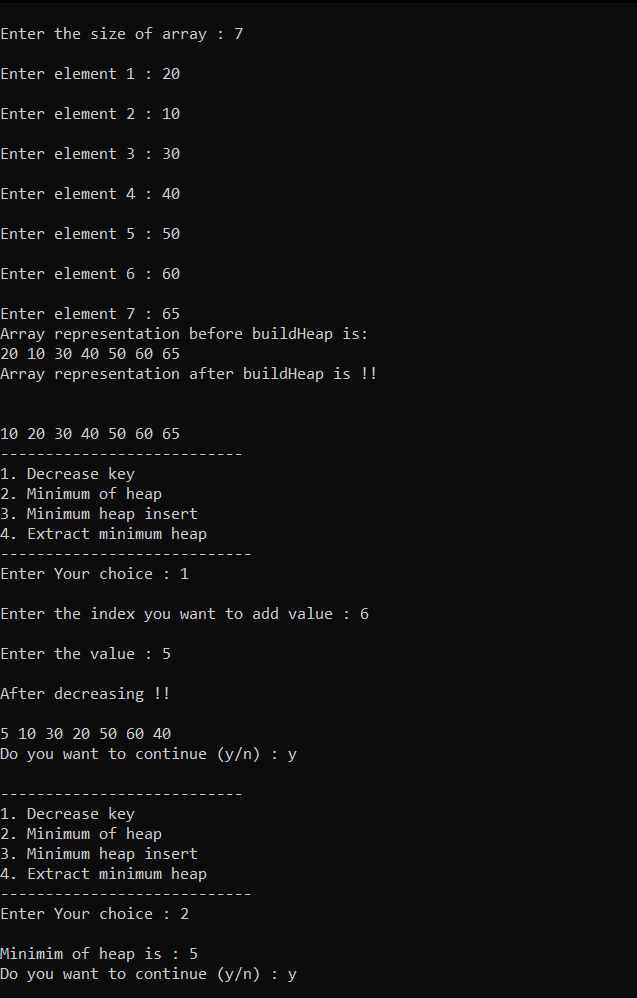 Enter the size of array : 7
Enter element 1 : 20
Enter element 2 : 10
Enter element 3 : 30
Enter element 4 : 40
Enter element 5 : 50
Enter element 6 : 60
Enter element 7 : 65
Array representation before buildHeap is:
20 10 30 40 50 60 65
Array representation after buildHeap is !!
10 20 30 40 50 60 65
---------------------------
1. Decrease key
2. Minimum of heap
3. Minimum heap insert
4. Extract minimum heap
----------------------------
Enter Your choice : 1
Enter the index you want to add value : 6
Enter the value : 5
After decreasing !!
5 10 30 20 50 60 40
Do you want to continue (y/n) : y
---------------------------
1. Decrease key
2. Minimum of heap
3. Minimum heap insert
4. Extract minimum heap
----------------------------
Enter Your choice : 2
Minimim of heap is : 5
Do you want to continue (y/n) : y